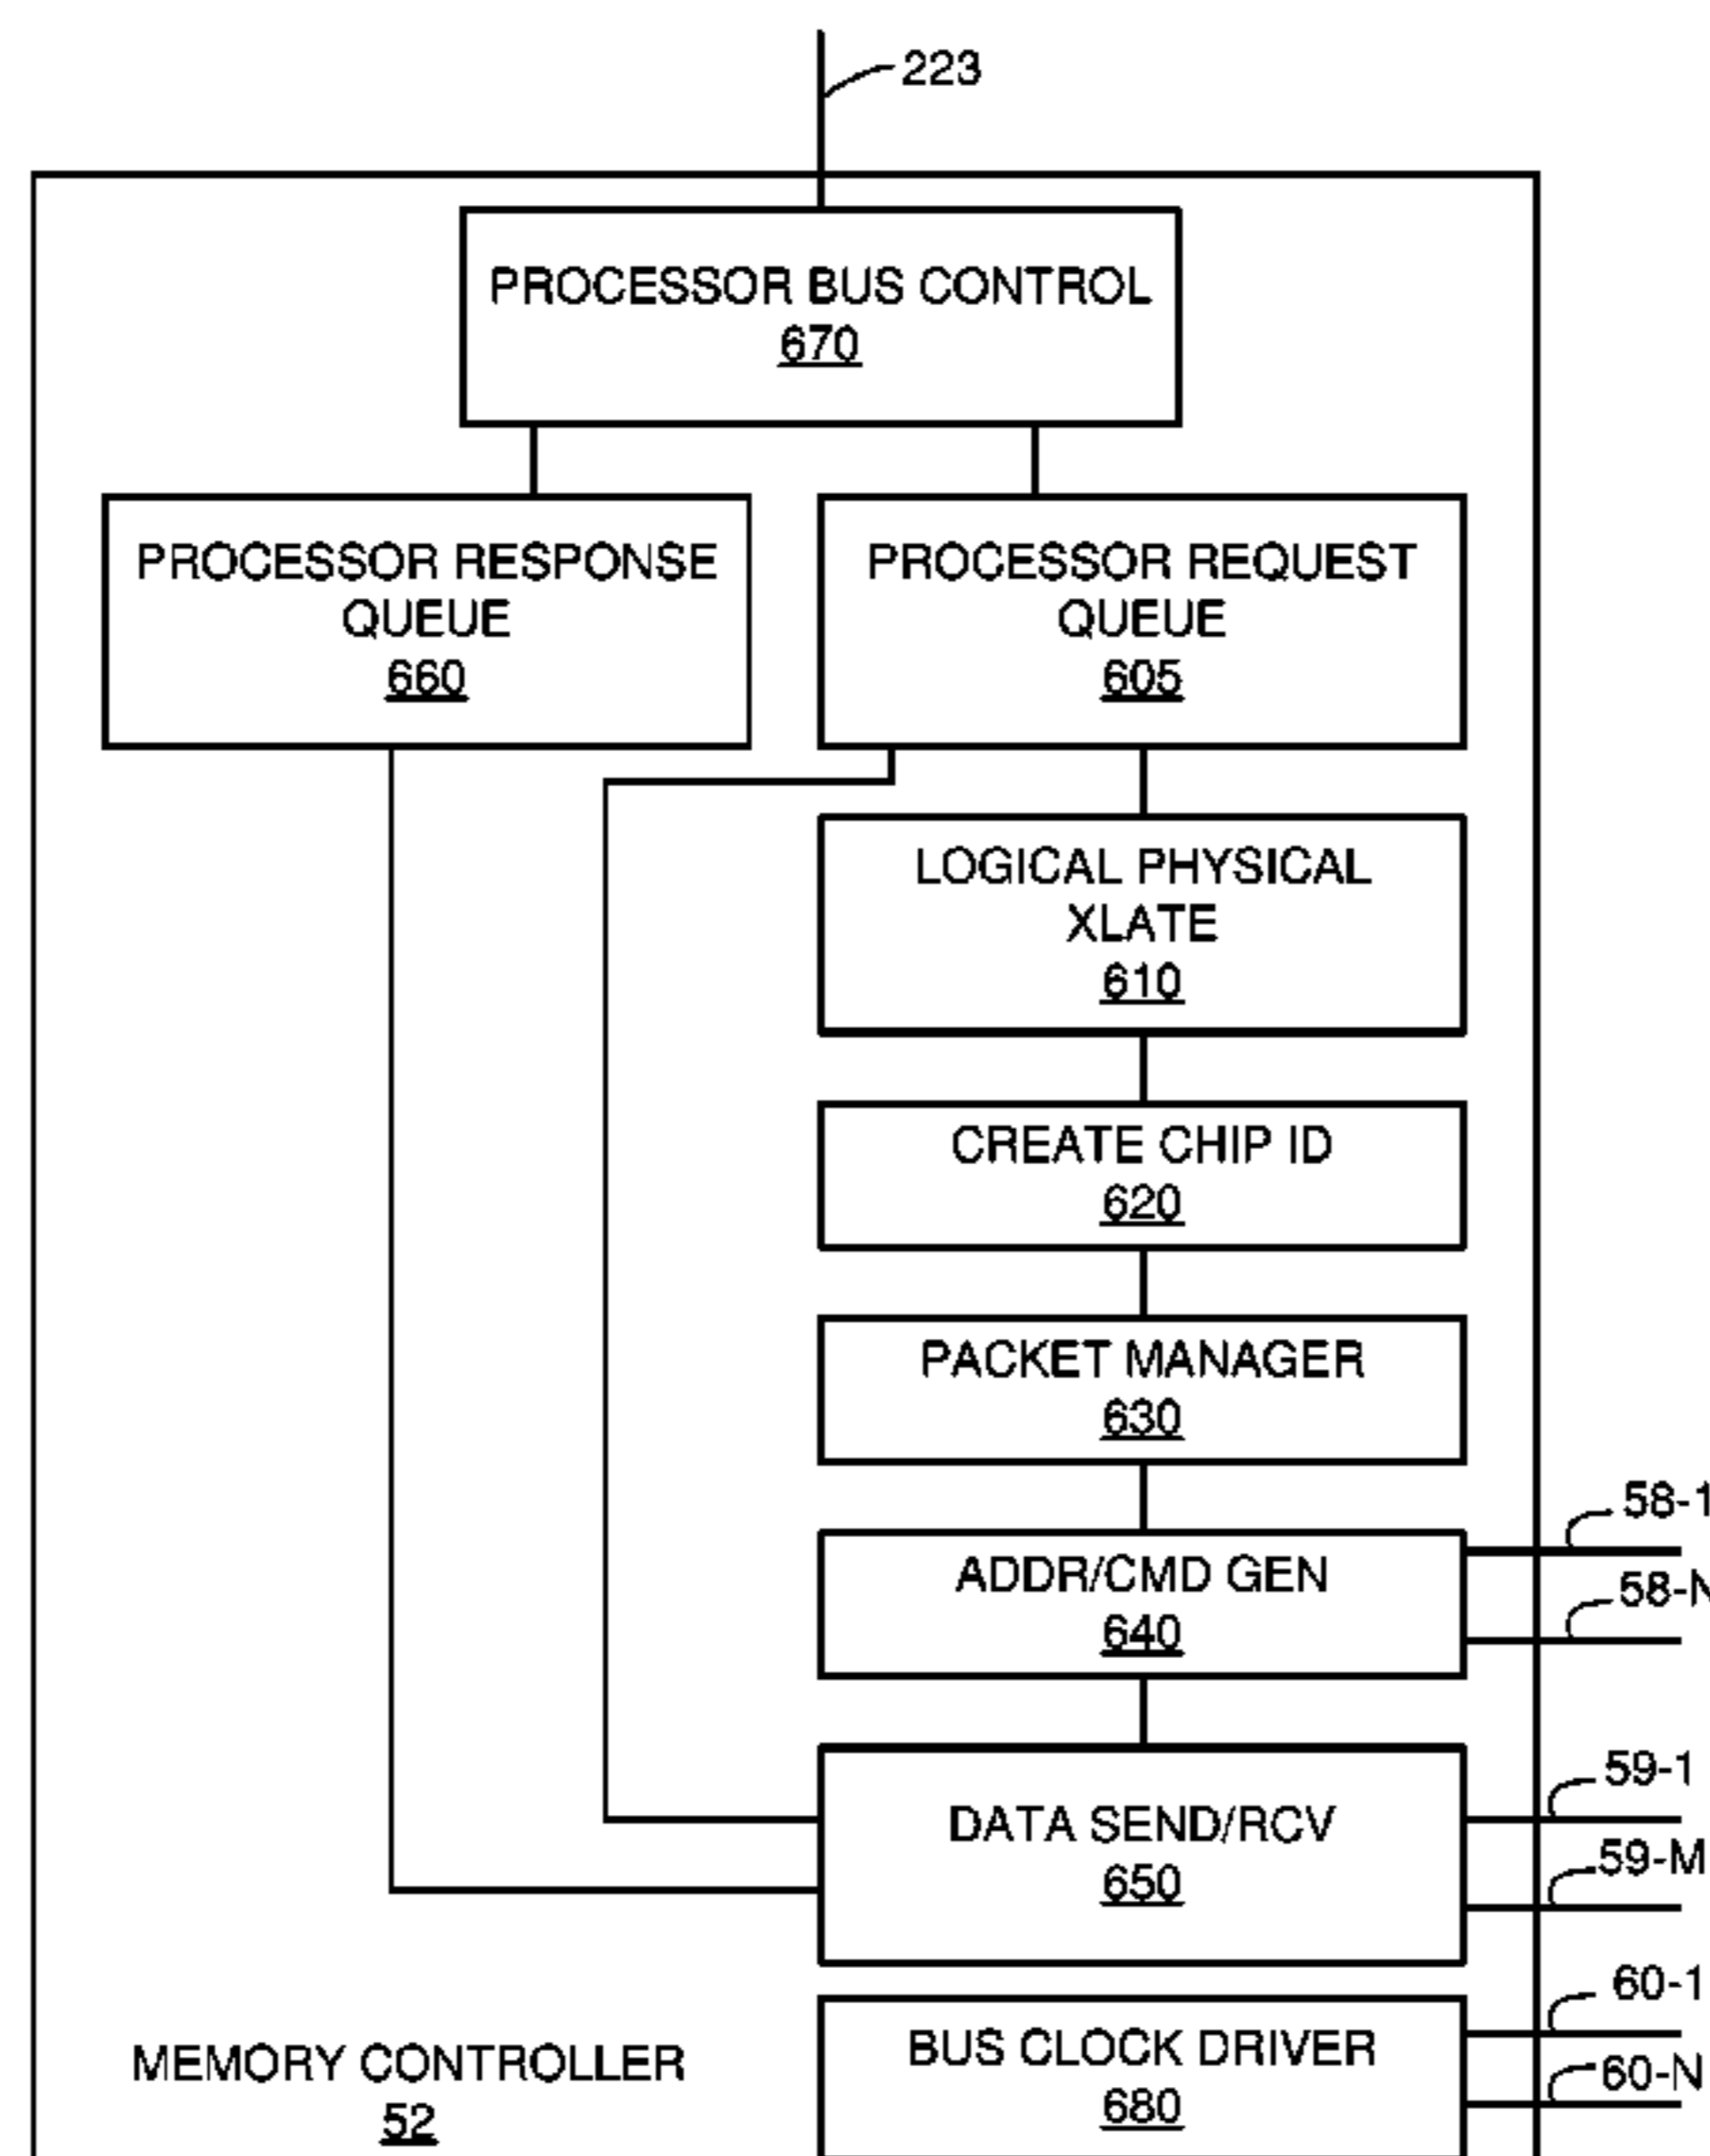 223
PROCESSOR BUS CONTROL
670
PROCESSOR RESPONSE
QUEUE
660
PROCESSOR REQUEST
QUEUE
605
LOGICAL PHYSICAL
XLATE
610
CREATE CHIP ID
620
PACKET MANAGER
630
58-1
ADDR/CMD GEN
640
58-N
59-1
DATA SEND/RCV
650
59-M
60-1
BUS CLOCK DRIVER
680
60-N
MEMORY CONTROLLER
52